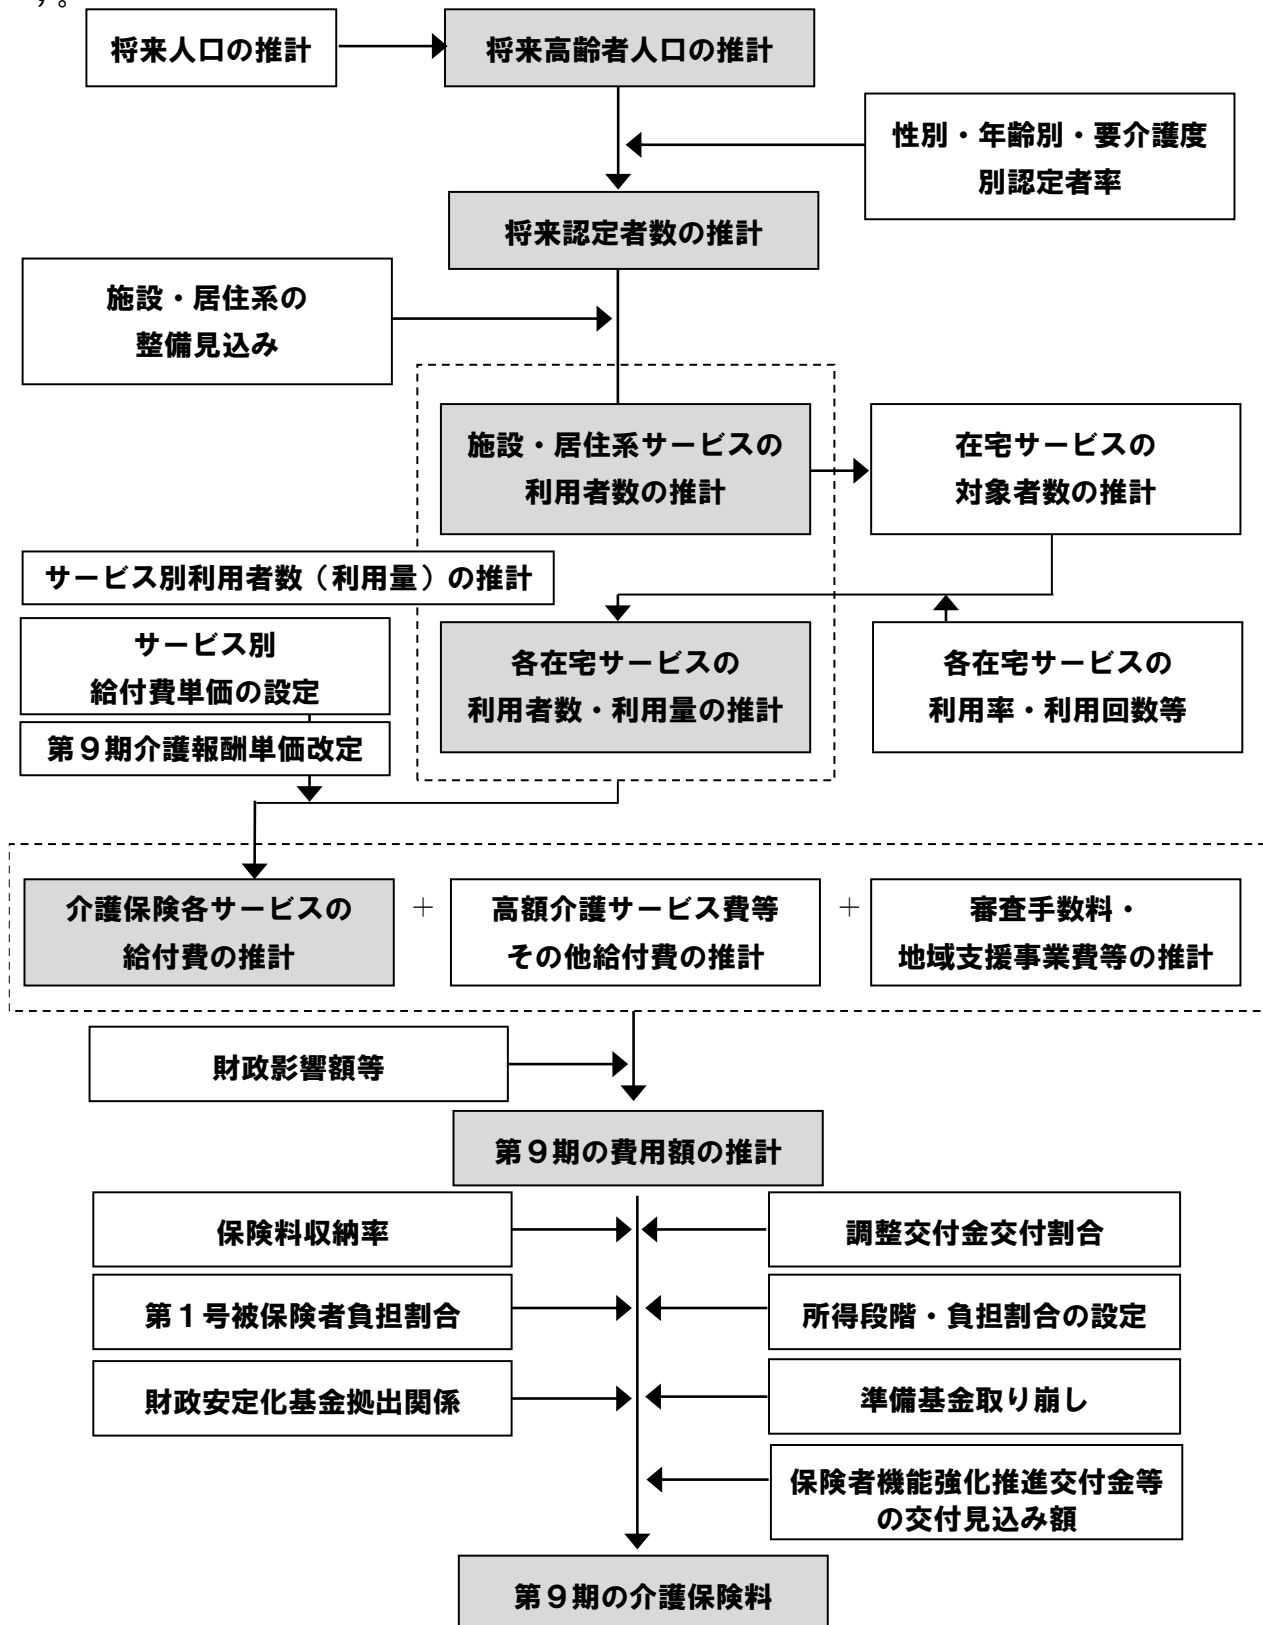 す。
将来人口の推計
将来高齢者人口の推計
性別・年齢別・要介護度
別認定者率
将来認定者数の推計
施設・居住系の
整備見込み
施設・居住系サービスの
利用者数の推計
在宅サービスの
対象者数の推計
サービス別利用者数（利用量）の推計
サービス別
給付費単価の設定
第９期介護報酬単価改定
各在宅サービスの
利用者数・利用量の推計
各在宅サービスの
利用率・利用回数等
介護保険各サービスの
給付費の推計
＋
高額介護サービス費等
その他給付費の推計
＋
審査手数料・
地域支援事業費等の推計
財政影響額等
第９期の費用額の推計
保険料収納率
調整交付金交付割合
第１号被保険者負担割合
所得段階・負担割合の設定
財政安定化基金拠出関係
準備基金取り崩し
保険者機能強化推進交付金等
の交付見込み額
第９期の介護保険料